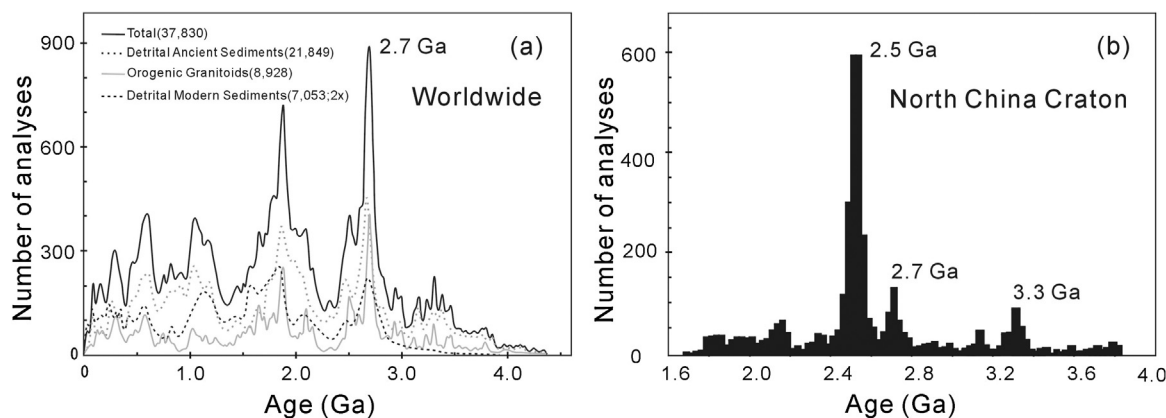 Total(37,830)
Detrital Ancient Sediments(21,849)
Orogenic Granitoids(8,928)
Detrital Modern Sediments(7,053;2x)
2.7 Ga
(a)
Worldwide
Number of analyses
900
600
300
0
0 1.0 2.0 3.0 4.0
Age (Ga)
(b)
2.5 Ga
North China Craton
2.7 Ga
3.3 Ga
Number of analyses
600
400
200
0
1.6 2.0 2.4 2.8 3.2 3.6 4.0
Age (Ga)